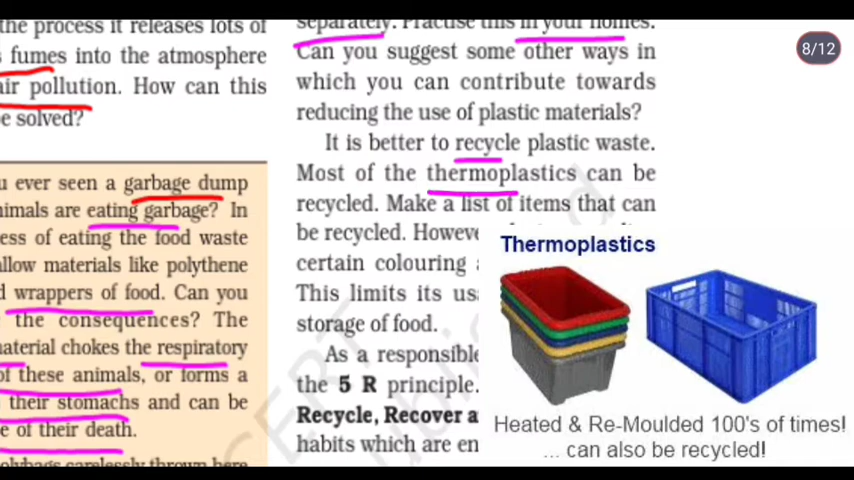 the process it releases lots of
fumes into the atmosphere
air pollution. How can this
e solved?
u ever seen a garbage dump
nimals are eating garbage? In
ess of eating the food waste
allow materials like polythene
d wrappers of food. Can you
the consequences? The
naterial chokes the respiratory
of these animals, or forms a
their stomachs and can be
e of their death.
olybags carelessly thrown here
separately. Practise this in your homes.
Can you suggest some other ways in
which you can contribute towards
reducing the use of plastic materials?
It is better to recycle plastic waste.
Most of the thermoplastics can be
recycled. Make a list of items that can
be recycled. Howeve
certain colouring
This limits its us
storage of food.
As a responsible
the 5 R principle.
Recycle, Recover a
habits which are en
8/12
Thermoplastics
Heated & Re-Moulded 100's of times!
... can also be recycled!